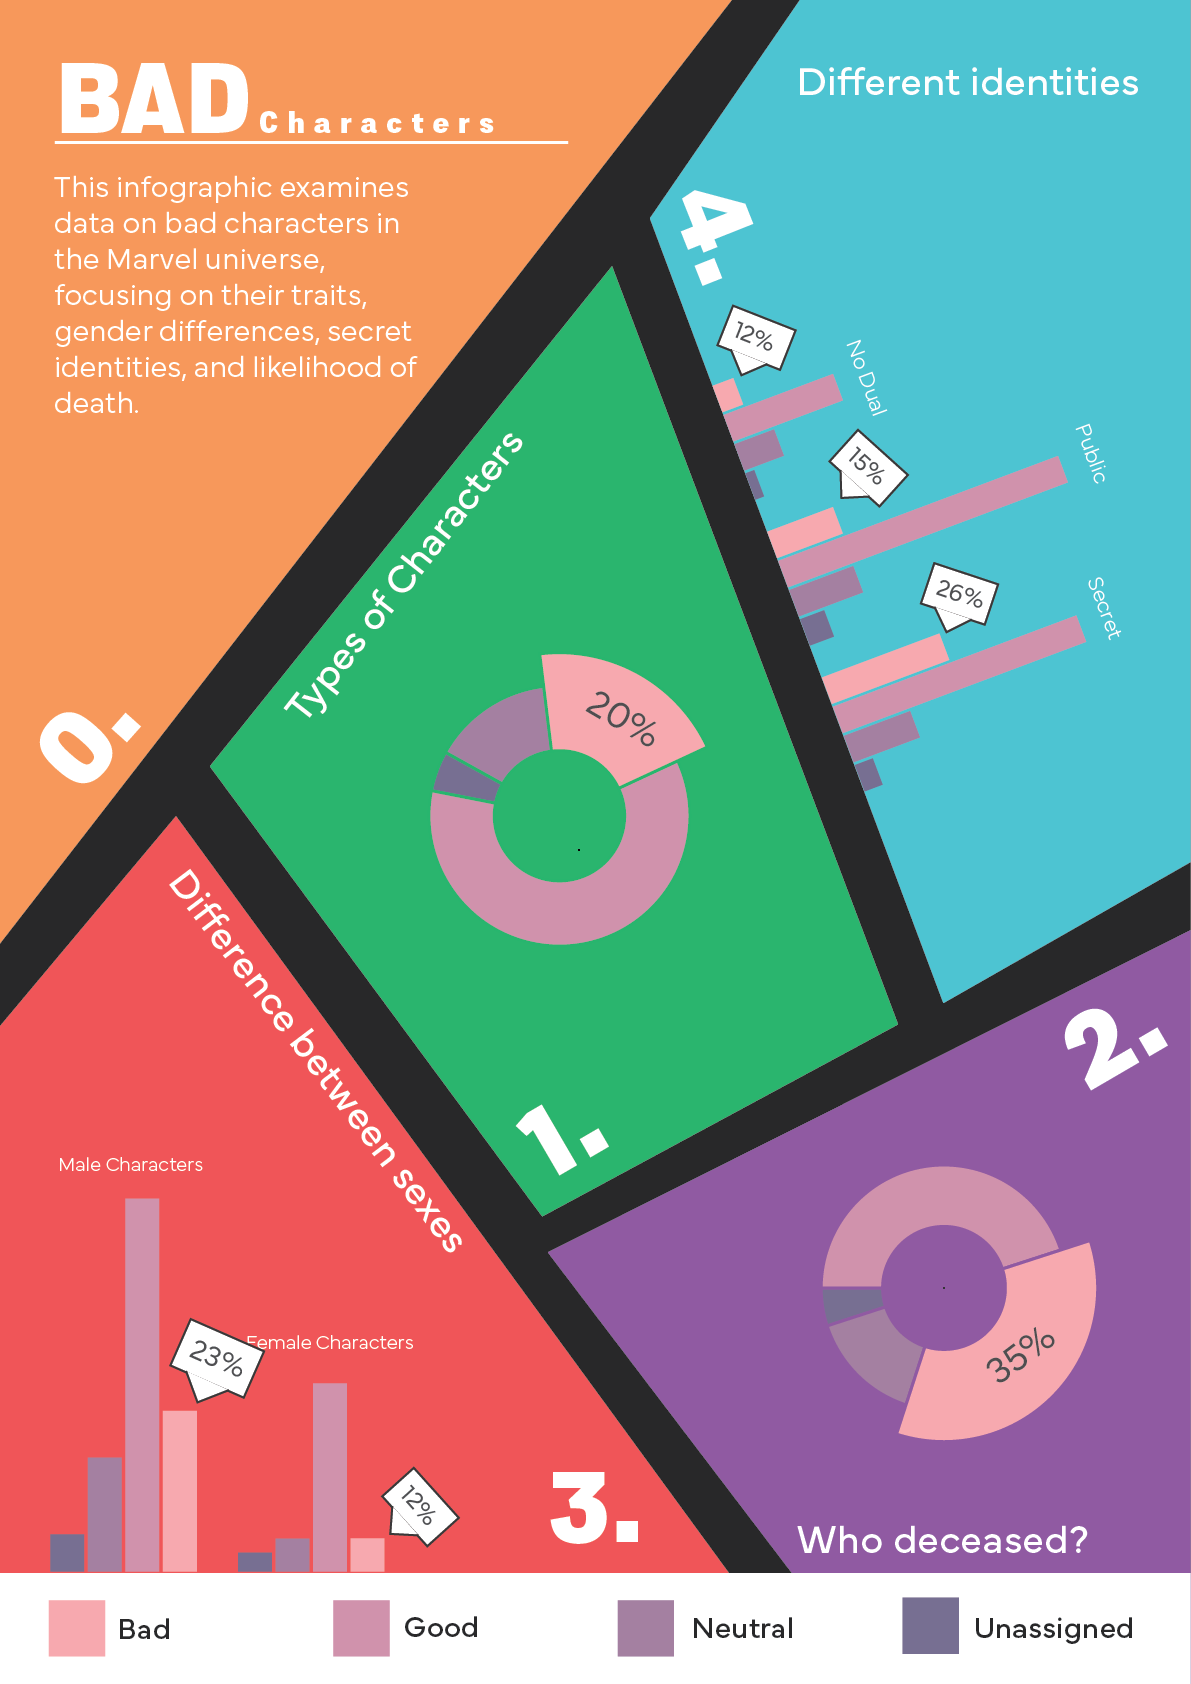 BAD Characters
This infographic examines
data on bad characters in
the Marvel universe,
focusing on their traits,
gender differences, secret
identities, and likelihood of
death.
0.
Types of Characters
20%
1.
Who deceased?
35%
2.
Difference between sexes
Male Characters
23%
Female Characters
12%
3.
Different identities
4.
12%
No Dual
15%
Public
26%
Secret
Bad
Good
Neutral
Unassigned